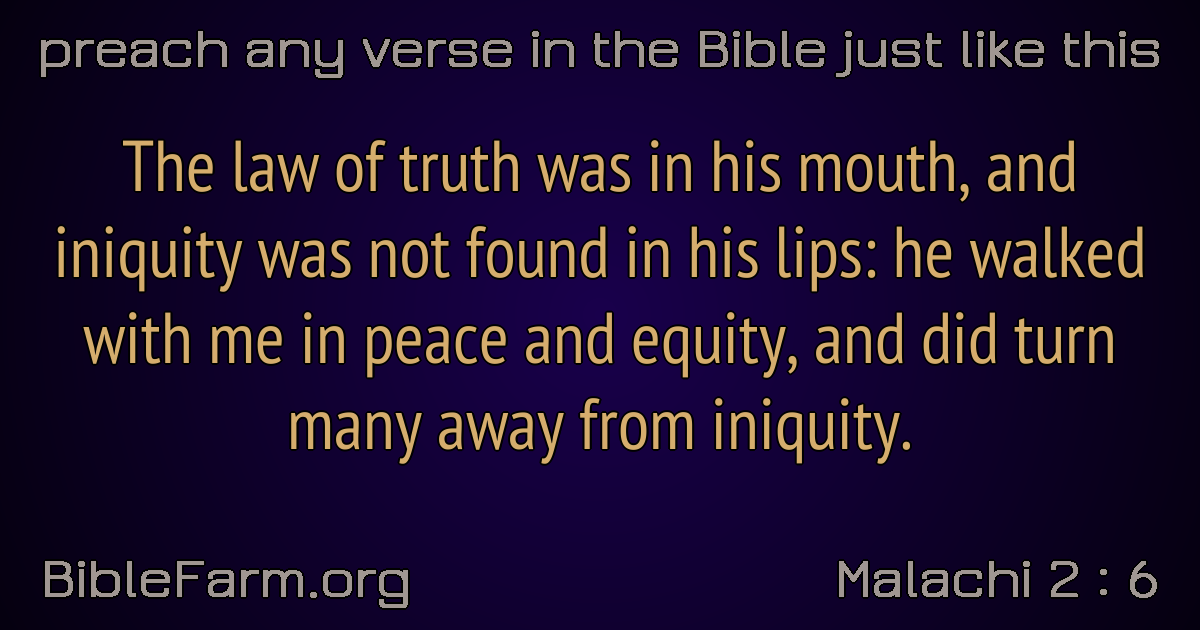 preach any verse in the Bible just like this
The law of truth was in his mouth, and
iniquity was not found in his lips: he walked
with me in peace and equity, and did turn
many away from iniquity.
BibleFarm.org
Malachi 2 : 6